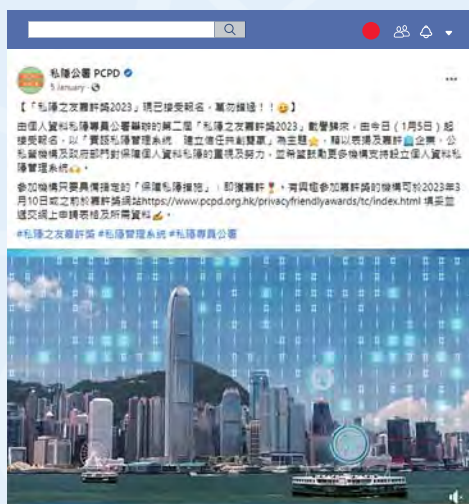 私隱公署 PCPD
5 January
【「私隱之友嘉許獎2023」現已接受報名，萬勿錯過！！😉】
由個人資料私隱專員公署舉辦的第二屆「私隱之友嘉許獎2023」載譽歸來，由今日（1月5日）起
接受報名，以「實踐私隱管理系統 建立信任共創雙贏」為主題⭐，藉以表揚及嘉許🏢企業、公
私營機構及政府部門對保障個人資料私隱的重視及努力，並希望鼓勵更多機構支持設立個人資料私
隱管理系統🙌。
參加機構只要具備指定的「保障私隱措施」，即獲嘉許🎖，有興趣參加嘉許獎的機構可於2023年3
月10日或之前於嘉許獎網站https://www.pcpd.org.hk/privacyfriendlyawards/tc/index.html 填妥並
遞交網上申請表格及所需資料✍。
#私隱之友嘉許獎 #私隱管理系統 #私隱專員公署